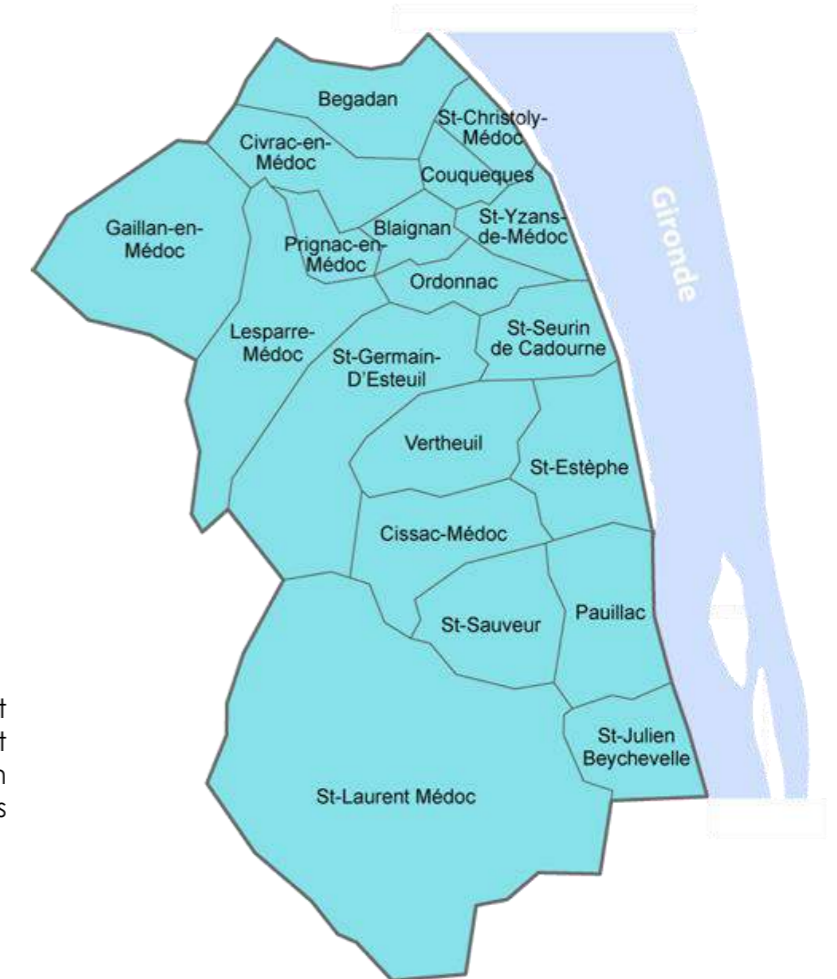 Begadan
St-Christoly-
Médoc
Civrac-en-
Médoc
Couqueques
Gaillan-en-
Médoc
Prignac-en-
Médoc
Blaignan
St-Yzans-
de-Médoc
Gironde
Ordonnac
Lesparre-
Médoc
St-Germain-
D'Esteuil
St-Seurin
de Cadourne
Vertheuil
St-Estèphe
Cissac-Médoc
St-Sauveur
Pauillac
St-Julien
Beychevelle
St-Laurent Médoc